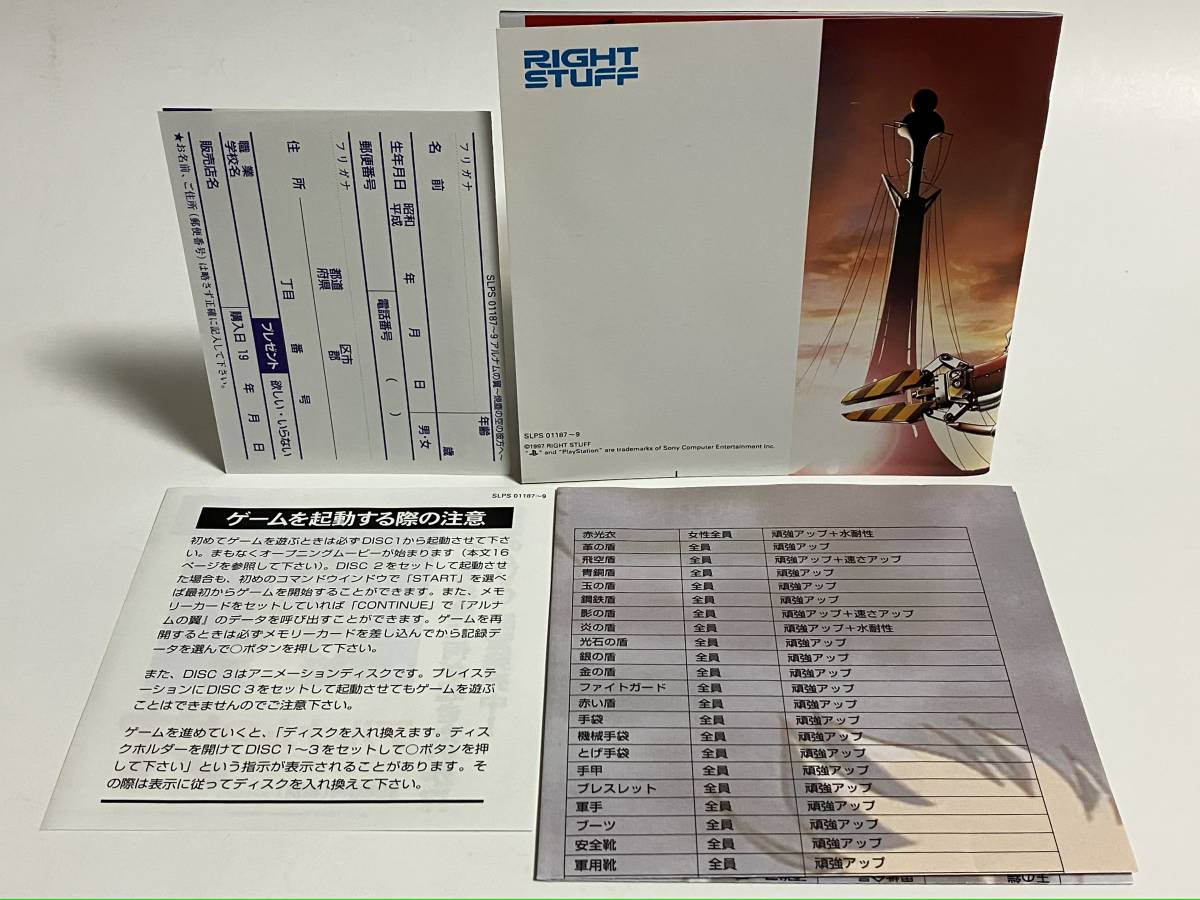 RIGHT
STUFF
SLPS 01187〜9
©1997 RIGHT STUFF
"PS" and "PlayStation" are trademarks of Sony Computer Entertainment Inc.
SLPS 01187〜9 アルナムの翼〜焼塵の空の彼方へ〜
フリガナ
名前
年齢
歳
生年月日
昭和
平成
年 月 日
男・女
郵便番号
電話番号 ( )
フリガナ
住所
都道
府県
区市
郡
丁目 番 号
プレゼント
欲しい・いらない
職業
学校名
販売店名
購入日 19 年 月 日
★お名前、ご住所(郵便番号)は略さず正確に記入して下さい。
SLPS 01187〜9
ゲームを起動する際の注意
初めてゲームを遊ぶときは必ずDISC1から起動させて下さ
い。まもなくオープニングムービーが始まります(本文16
ページを参照して下さい)。DISC 2をセットして起動させ
た場合も、初めのコマンドウインドウで「START」を選べ
ば最初からゲームを開始することができます。また、メモ
リーカードをセットしていれば「CONTINUE」で『アルナ
ムの翼』のデータを呼び出すことができます。ゲームを再
開するときは必ずメモリーカードを差し込んでから記録デ
ータを選んで○ボタンを押して下さい。
また、DISC 3はアニメーションディスクです。プレイステ
ーションにDISC 3をセットして起動させてもゲームを遊ぶ
ことはできませんのでご注意下さい。
ゲームを進めていくと、「ディスクを入れ換えます。ディス
クホルダーを開けてDISC 1〜3をセットして○ボタンを押
して下さい」という指示が表示されることがあります。そ
の際は表示に従ってディスクを入れ換えて下さい。
赤光衣 女性全員 頑強アップ+水耐性
革の盾 全員 頑強アップ
飛空盾 全員 頑強アップ+速さアップ
青銅盾 全員 頑強アップ
玉の盾 全員 頑強アップ
鋼鉄盾 全員 頑強アップ
影の盾 全員 頑強アップ+速さアップ
炎の盾 全員 頑強アップ+水耐性
光石の盾 全員 頑強アップ
銀の盾 全員 頑強アップ
金の盾 全員 頑強アップ
ファイトガード 全員 頑強アップ
赤い盾 全員 頑強アップ
手袋 全員 頑強アップ
機械手袋 全員 頑強アップ
とげ手袋 全員 頑強アップ
手甲 全員 頑強アップ
ブレスレット 全員 頑強アップ
軍手 全員 頑強アップ
ブーツ 全員 頑強アップ
安全靴 全員 頑強アップ
軍用靴 全員 頑強アップ